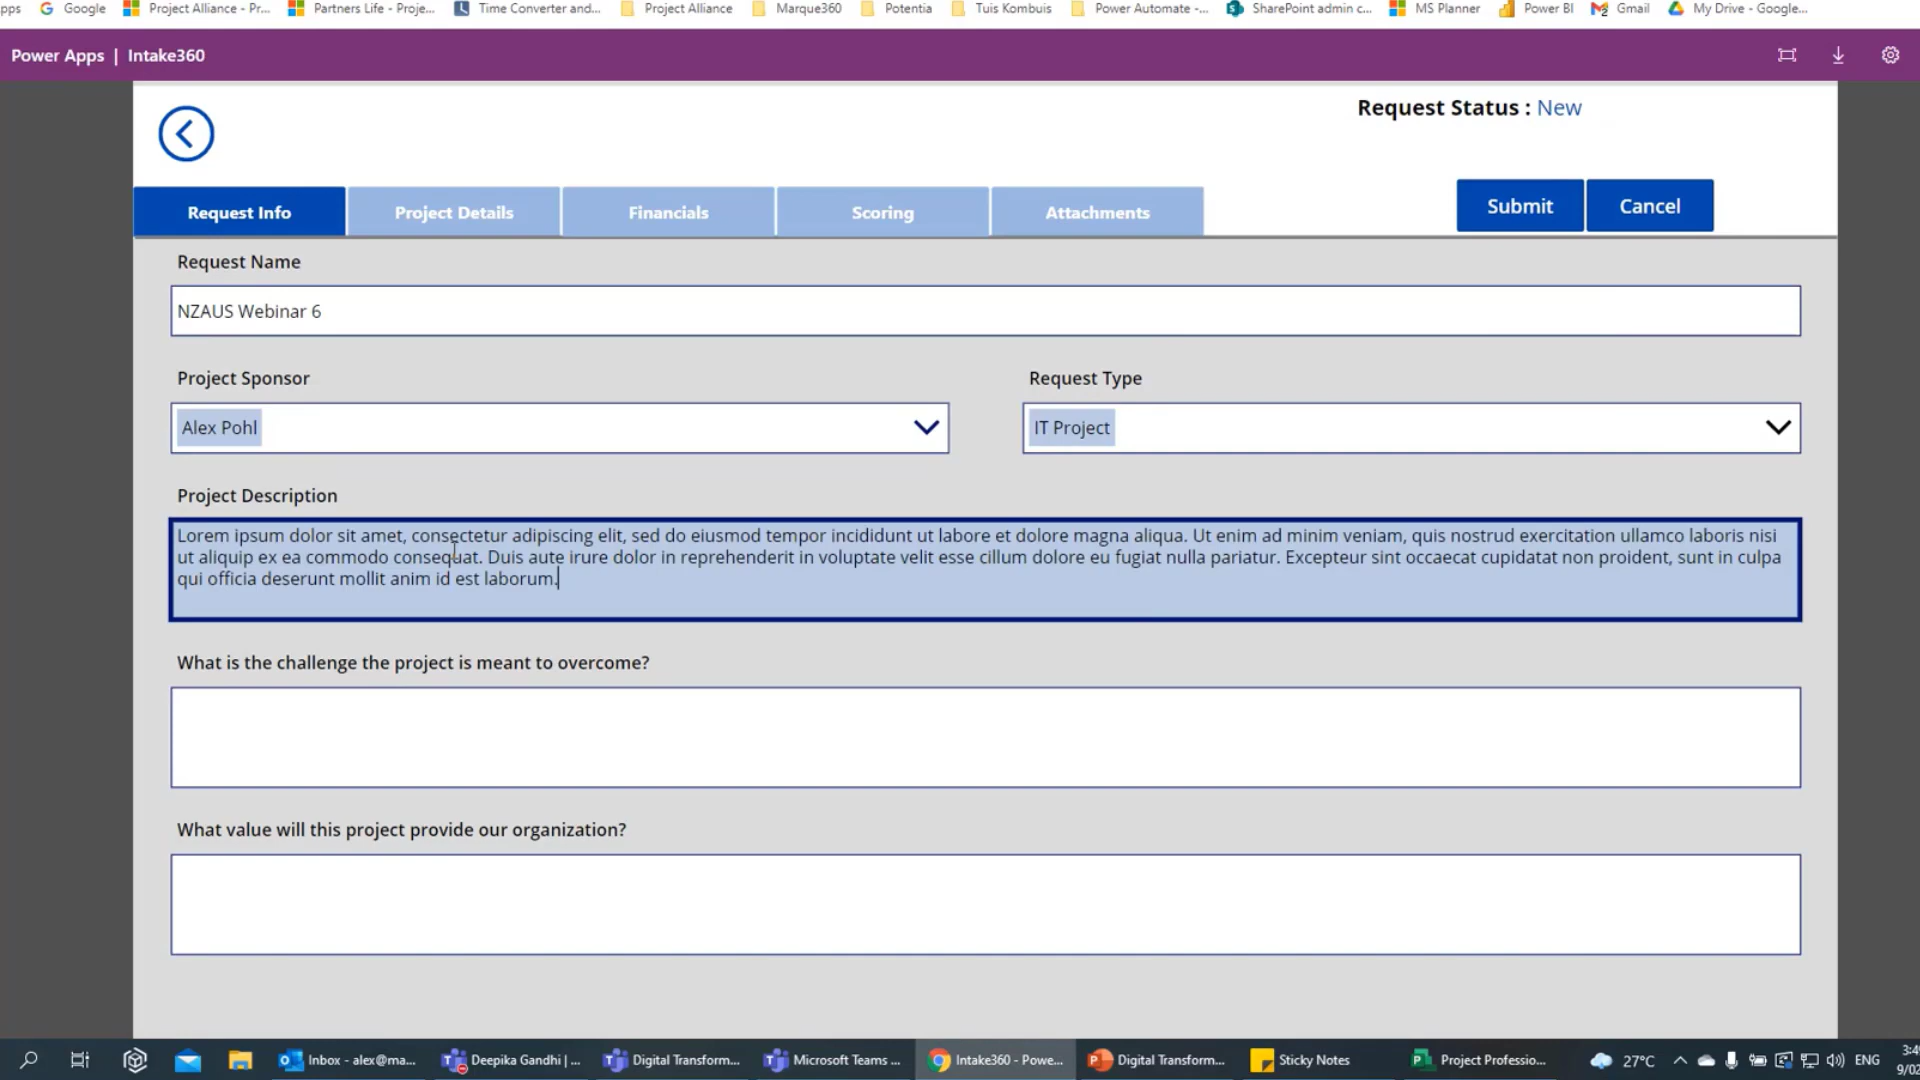 Google
Project Alliance - Pr...
Partners Life - Proje...
Time Converter and...
Project Alliance
Marque360
Potentia
Tuis Kombuis
Power Automate -...
SharePoint admin c...
MS Planner
Power BI
Gmail
My Drive - Google...
Power Apps | Intake360
Request Status : New
Request Info
Project Details
Financials
Scoring
Attachments
Submit
Cancel
Request Name
NZAUS Webinar 6
Project Sponsor
Request Type
Alex Pohl
IT Project
Project Description
Lorem ipsum dolor sit amet, consectetur adipiscing elit, sed do eiusmod tempor incididunt ut labore et dolore magna aliqua. Ut enim ad minim veniam, quis nostrud exercitation ullamco laboris nisi
ut aliquip ex ea commodo consequat. Duis aute irure dolor in reprehenderit in voluptate velit esse cillum dolore eu fugiat nulla pariatur. Excepteur sint occaecat cupidatat non proident, sunt in culpa
qui officia deserunt mollit anim id est laborum.
What is the challenge the project is meant to overcome?
What value will this project provide our organization?
Inbox - alex@ma...
Deepika Gandhi | ...
Digital Transform...
Microsoft Teams ...
Intake360 - Powe...
Digital Transform...
Sticky Notes
Project Professio...
27°C
ENG